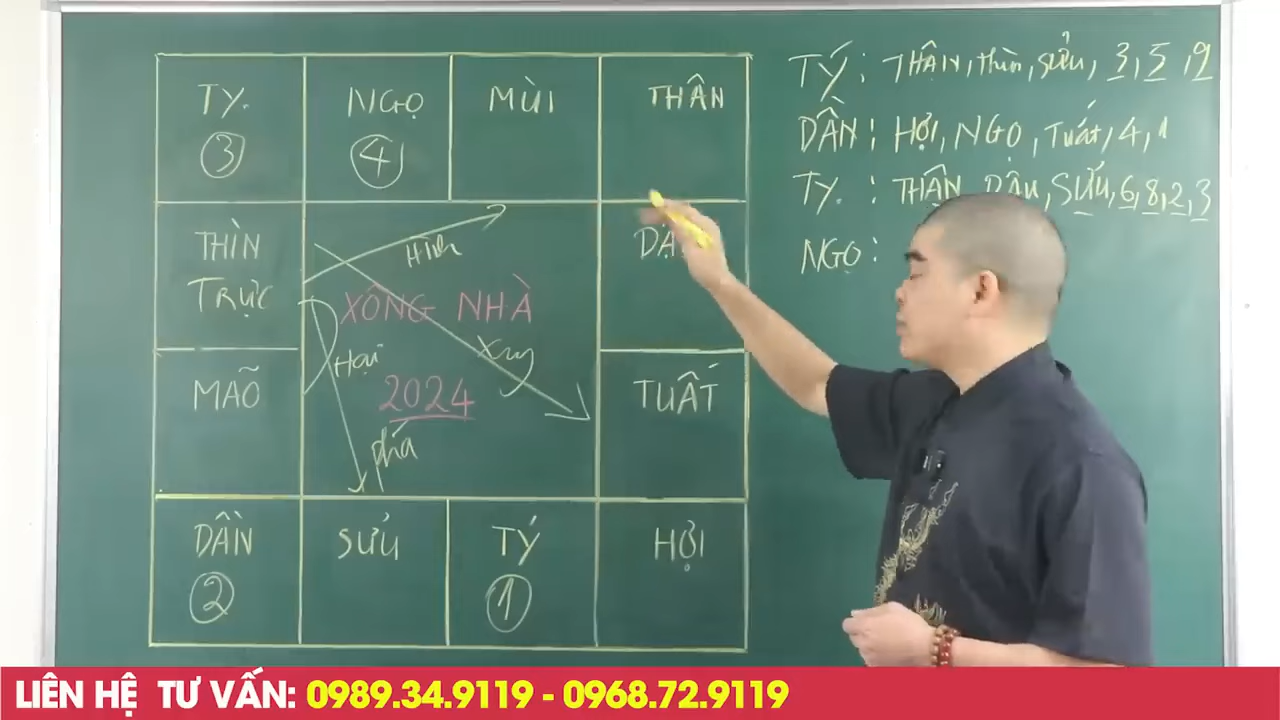 TỴ.
③
NGỌ
④
MÙI
THÂN
THÌN
TRỰC
MAÕ
Hình
XÔNG NHÀ
Hại
Xung
2024
phá
TUẤT
DẦN
②
SỬU
TÝ
①
HỢI
TÝ: THÂN, thìn, sửu, 3, 5, 9
DẦN: HỢI, NGỌ, Tuất, 4, 1
TỴ.: THÂN, DẬU, SỬU, 6, 8, 2, 3
NGỌ:
LIÊN HỆ TƯ VẤN: 0989.34.9119 - 0968.72.9119